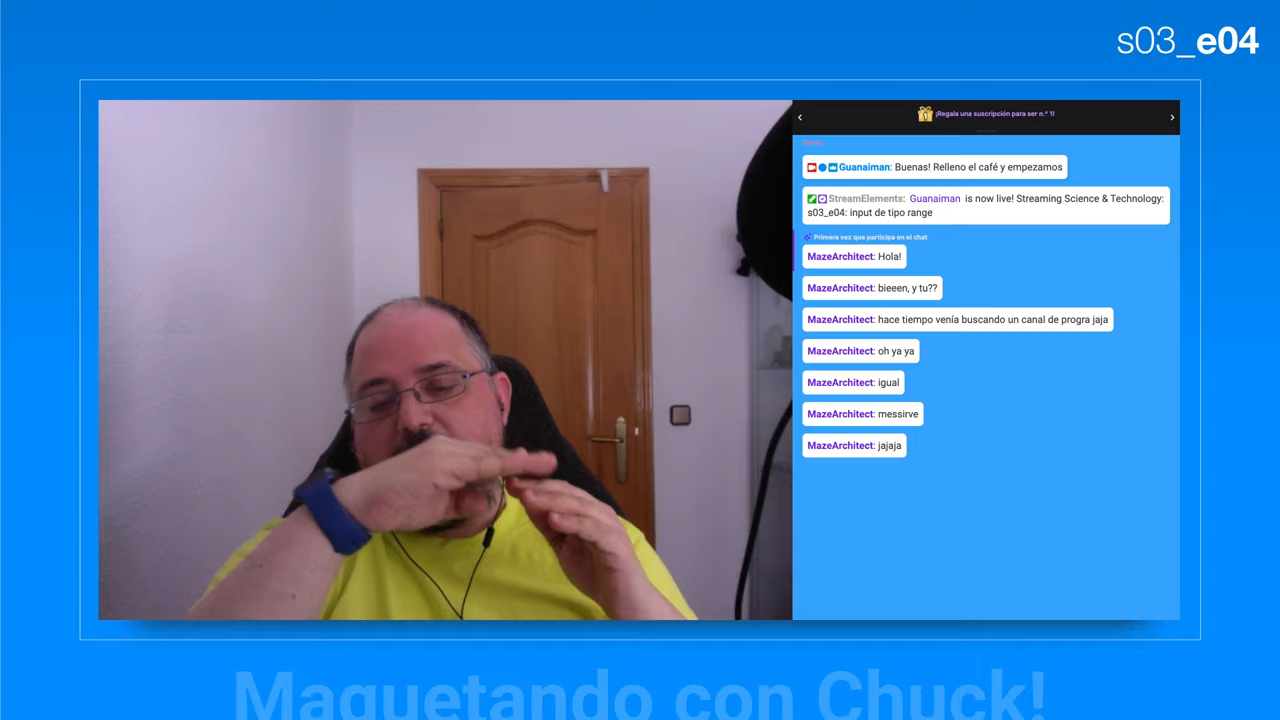 s03_e04
¡Regala una suscripción para ser n.º 1!
Guanaiman: Buenas! Relleno el café y empezamos
StreamElements: Guanaiman is now live! Streaming Science & Technology:
s03_e04: input de tipo range
Primera vez que participa en el chat
MazeArchitect: Hola!
MazeArchitect: bieeen, y tu??
MazeArchitect: hace tiempo venía buscando un canal de progra jaja
MazeArchitect: oh ya ya
MazeArchitect: igual
MazeArchitect: messirve
MazeArchitect: jajaja
Maquetando con Chuck!